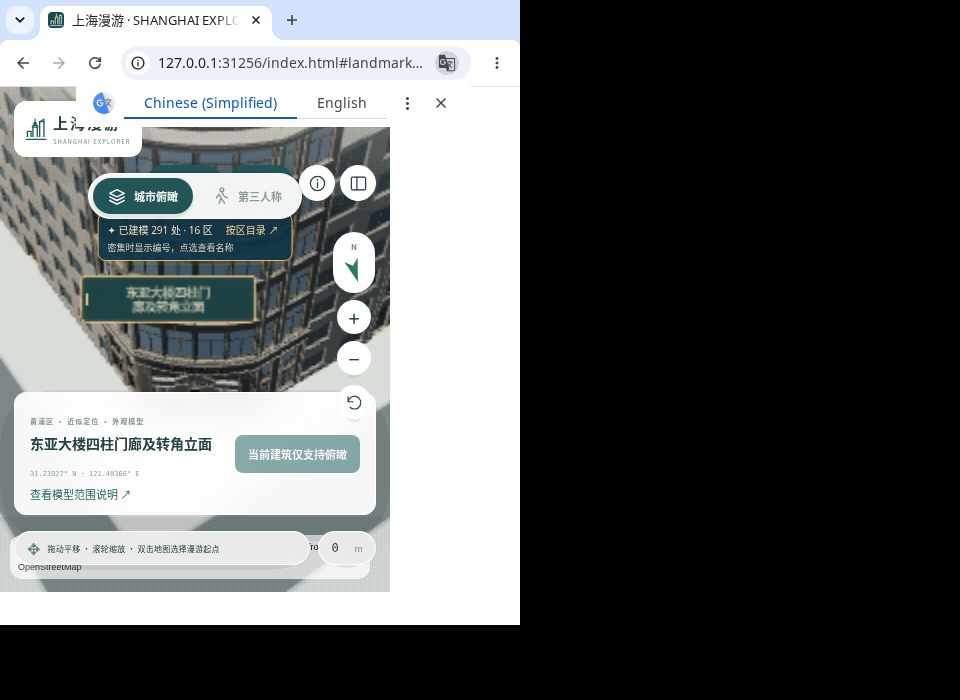 上海漫游 · SHANGHAI EXPLO
127.0.0.1:31256/index.html#landmark...
Chinese (Simplified)
English
上海漫游
SHANGHAI EXPLORER
城市俯瞰
第三人称
✦ 已建模 291 处 · 16 区 按区目录 ↗
密集时显示编号，点选查看名称
N
东亚大楼四柱门
廊及转角立面
+
−
黄浦区 · 近似定位 · 外观模型
东亚大楼四柱门廊及转角立面
当前建筑仅支持俯瞰
31.23927° N · 121.48366° E
查看模型范围说明 ↗
拖动平移 · 滚轮缩放 · 双击地图选择漫游起点
0 m
OpenStreetMap